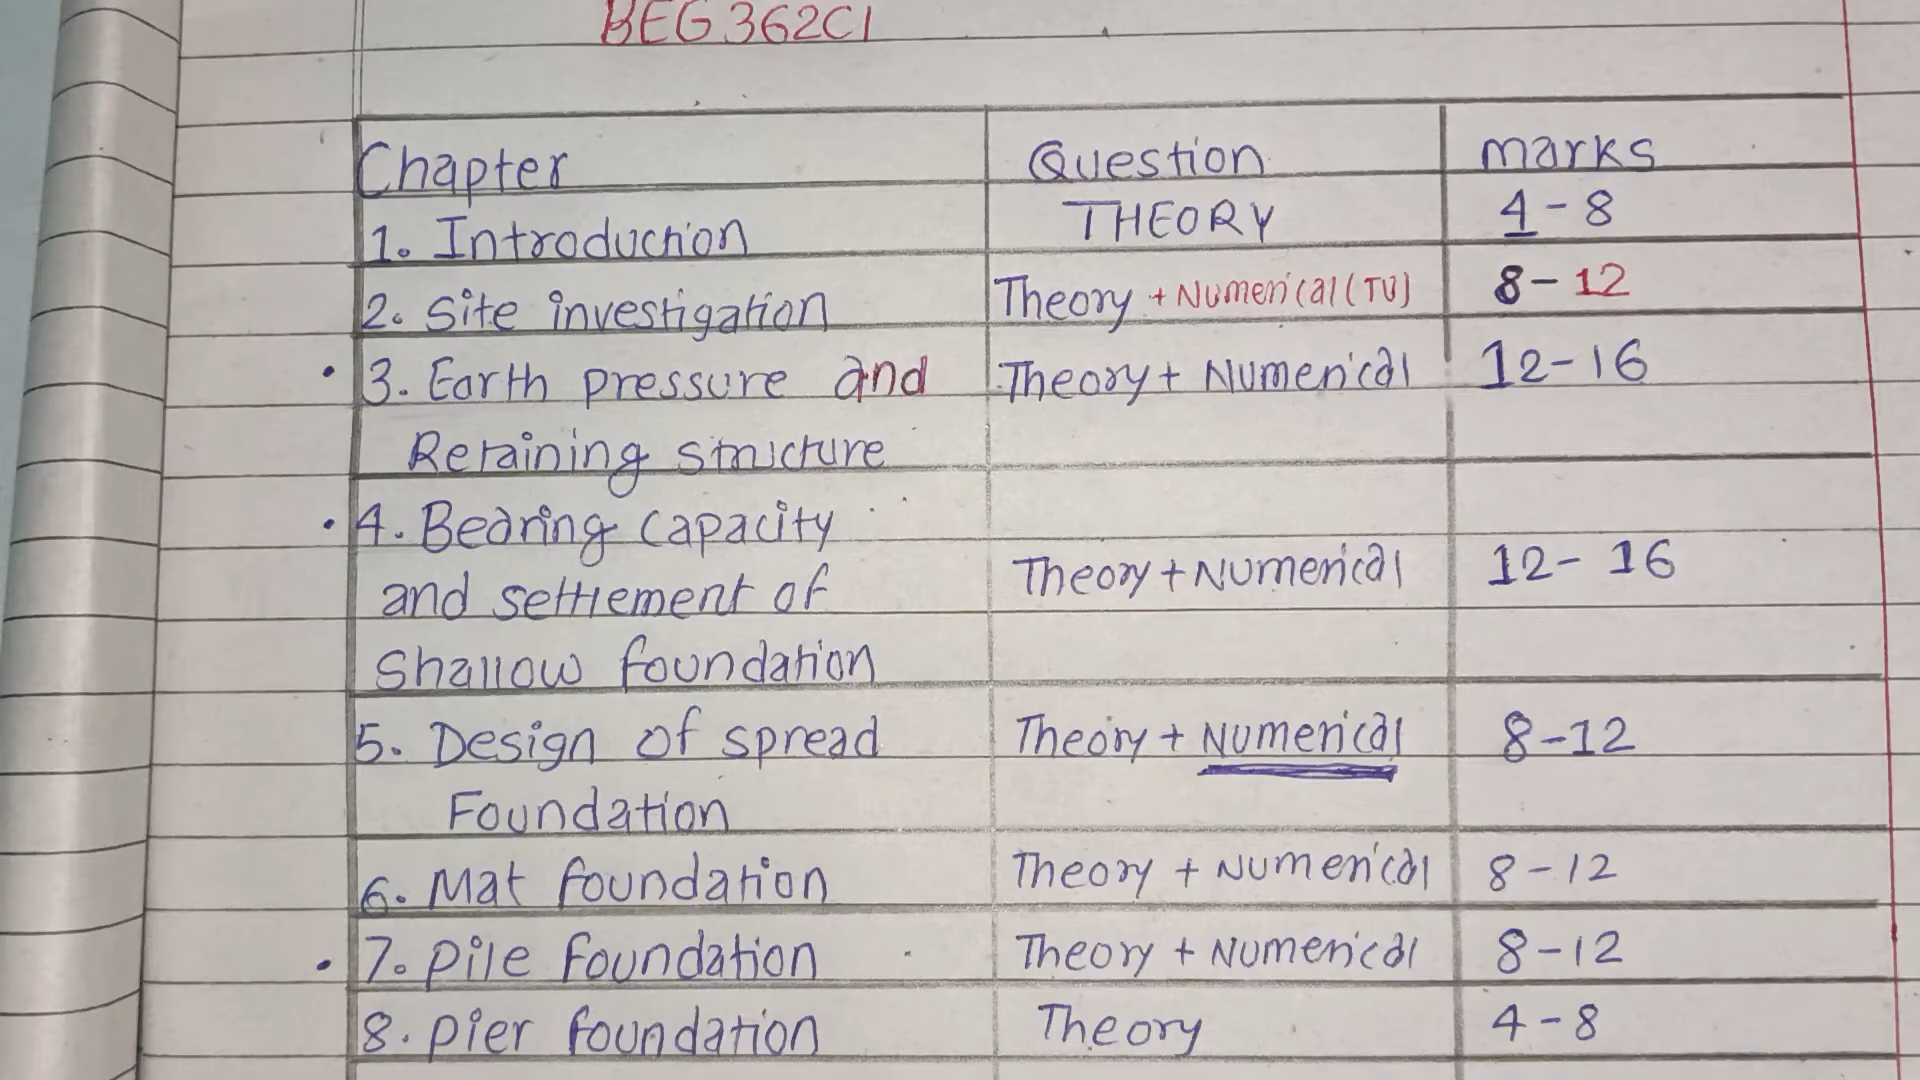 BEG362CI
Chapter Question marks
1. Introduction THEORY 4-8
2. Site investigation Theory + Numerical (TU) 8-12
3. Earth pressure and Theory + Numerical 12-16
Retaining structure
4. Bearing capacity
and settlement of Theory + Numerical 12-16
Shallow foundation
5. Design of spread Theory + Numerical 8-12
Foundation
6. Mat foundation Theory + Numerical 8-12
7. pile foundation Theory + Numerical 8-12
8. pier foundation Theory 4-8